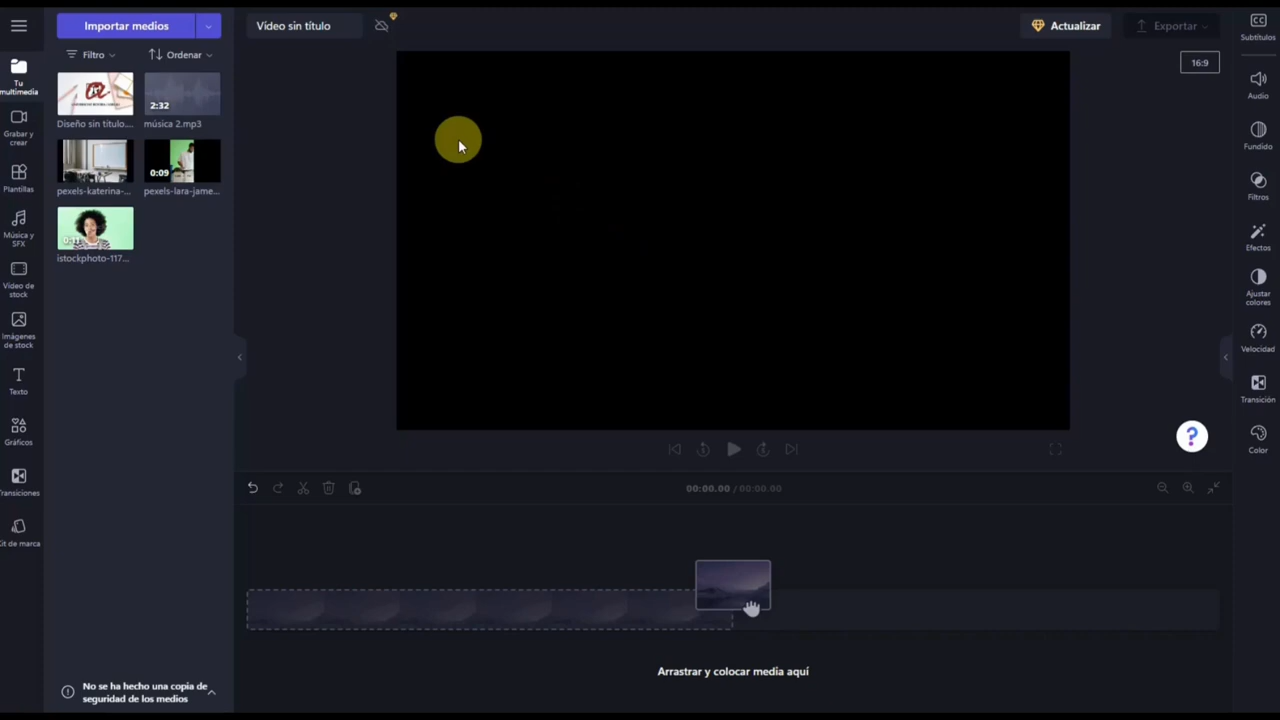 Importar medios
Vídeo sin título
Actualizar
Exportar
CC
Subtítulos
Filtro
Ordenar
16:9
Tu
multimedia
2:32
Diseño sin título...
música 2.mp3
Audio
Grabar y
crear
Fundido
0:09
Plantillas
pexels-katerina-...
pexels-lara-jame...
Filtros
Música y
SFX
0:11
Efectos
istockphoto-117...
Vídeo de
stock
Ajustar
colores
Imágenes
de stock
Velocidad
Texto
Transición
Gráficos
?
Color
Transiciones
00:00.00 / 00:00.00
Kit de marca
Arrastrar y colocar media aquí
No se ha hecho una copia de
seguridad de los medios